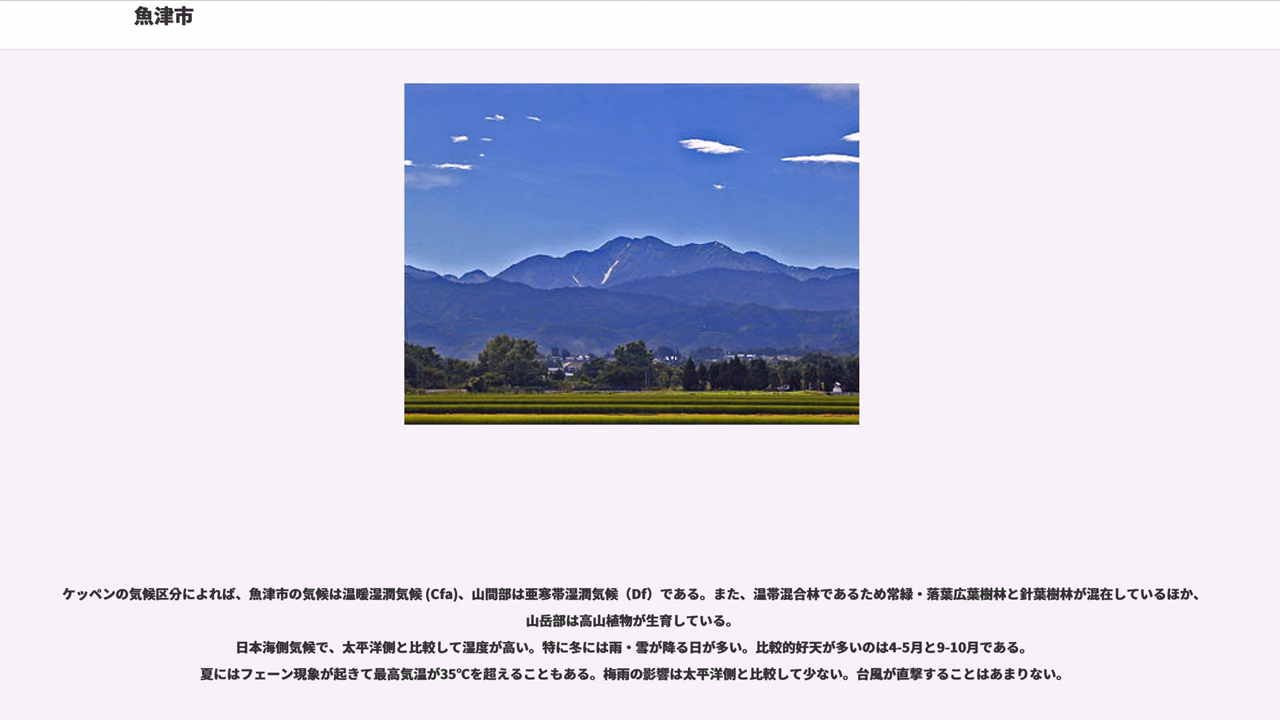 魚津市
ケッペンの気候区分によれば、魚津市の気候は温暖湿潤気候 (Cfa)、山間部は亜寒帯湿潤気候（Df）である。また、温帯混合林であるため常緑・落葉広葉樹林と針葉樹林が混在しているほか、
山岳部は高山植物が生育している。
日本海側気候で、太平洋側と比較して湿度が高い。特に冬には雨・雪が降る日が多い。比較的好天が多いのは4-5月と9-10月である。
夏にはフェーン現象が起きて最高気温が35℃を超えることもある。梅雨の影響は太平洋側と比較して少ない。台風が直撃することはあまりない。